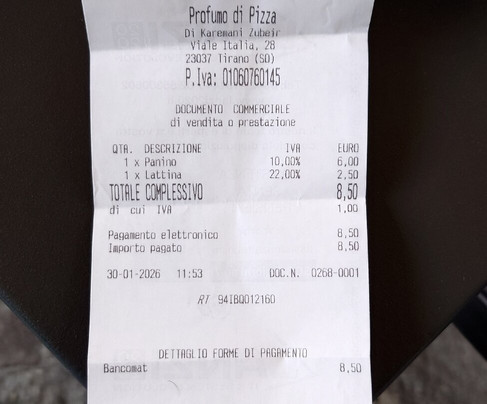 Profumo di Pizza
Di Karemani Zubeir
Viale Italia, 28
23037 Tirano (SO)
P.Iva: 01060760145
DOCUMENTO COMMERCIALE
di vendita o prestazione
QTA. DESCRIZIONE IVA EURO
1 x Panino 10,00% 6,00
1 x Lattina 22,00% 2,50
TOTALE COMPLESSIVO 8,50
di cui IVA 1,00
Pagamento elettronico 8,50
Importo pagato 8,50
30-01-2026 11:53 DOC.N. 0268-0001
RT 94IBQ012160
DETTAGLIO FORME DI PAGAMENTO
Bancomat 8,50